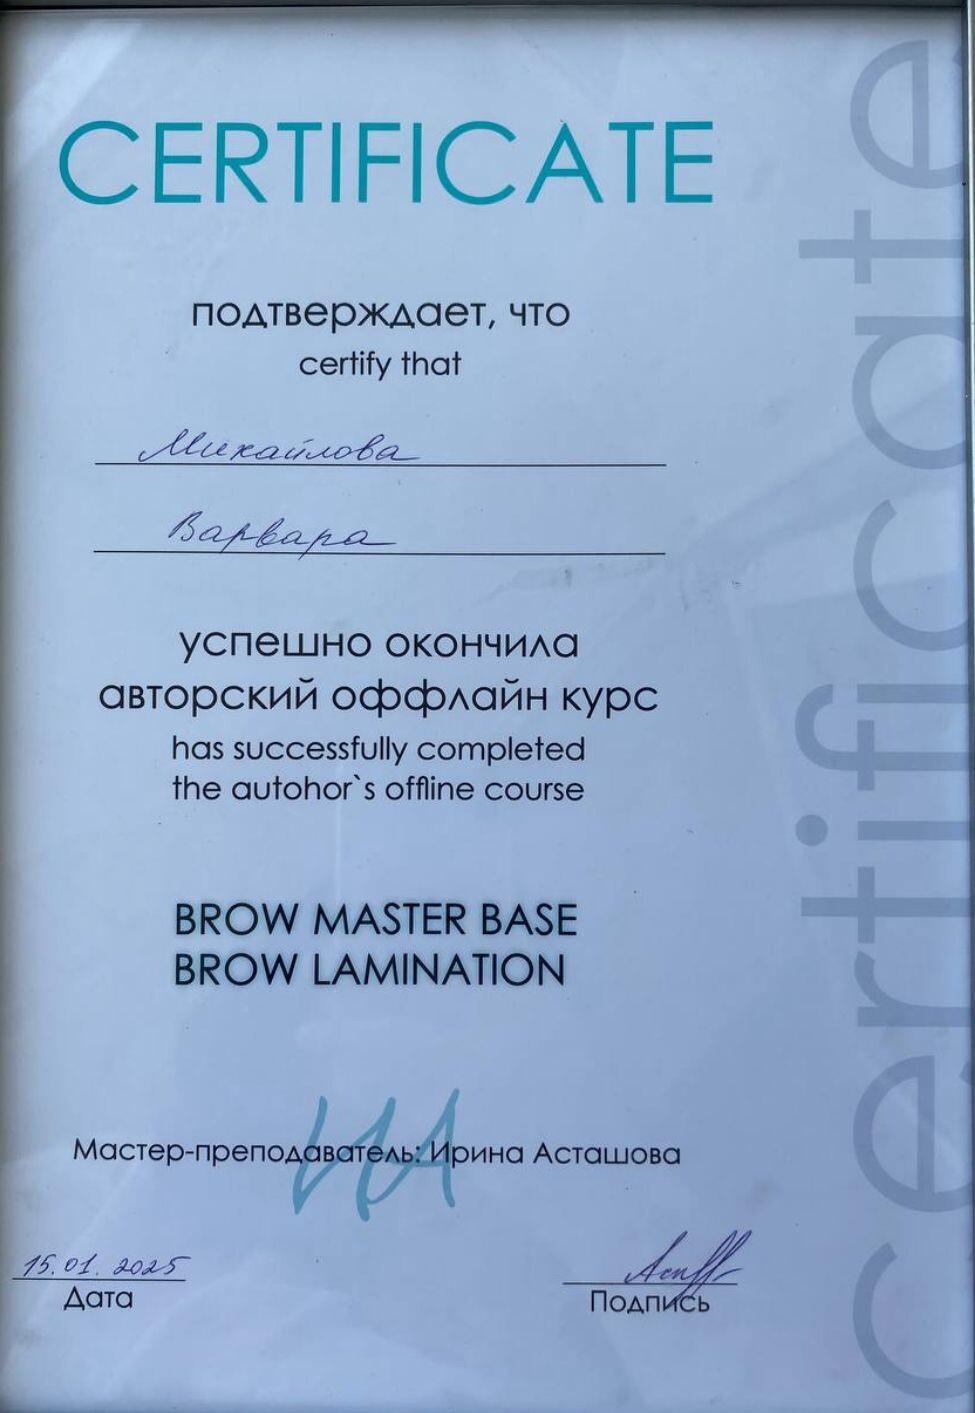 CERTIFICATE
подтверждает, что
certify that
Михайлова
Варвара
успешно окончила
авторский оффлайн курс
has successfully completed
the autohor`s offline course
BROW MASTER BASE
BROW LAMINATION
ИА
Мастер-преподаватель: Ирина Асташова
15.01.2025
Дата
Подпись
certificate